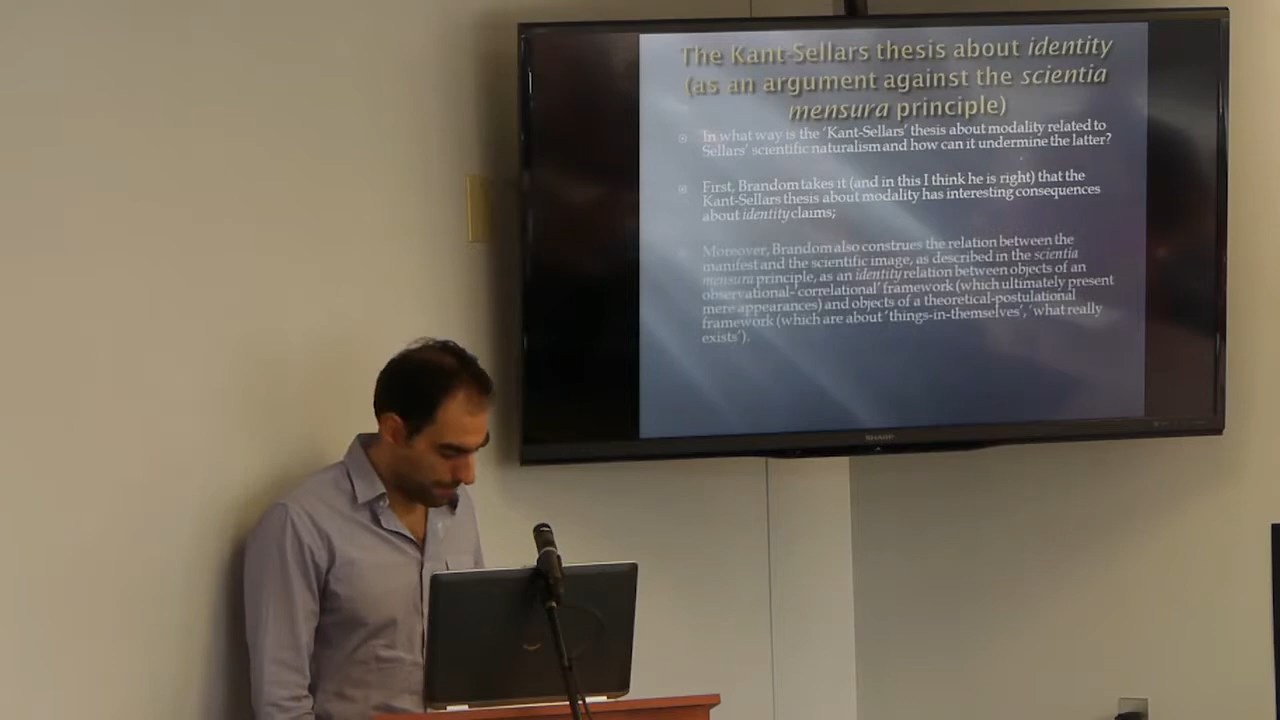 The Kant-Sellars thesis about identity
(as an argument against the scientia
mensura principle)
In what way is the 'Kant-Sellars' thesis about modality related to
Sellars' scientific naturalism and how can it undermine the latter?
First, Brandom takes it (and in this I think he is right) that the
Kant-Sellars thesis about modality has interesting consequences
about identity claims;
Moreover, Brandom also construes the relation between the
manifest and the scientific image, as described in the scientia
mensura principle, as an identity relation between objects of an
observational- correlational' framework (which ultimately present
mere appearances) and objects of a theoretical-postulational
framework (which are about 'things-in-themselves', 'what really
exists').
SHARP